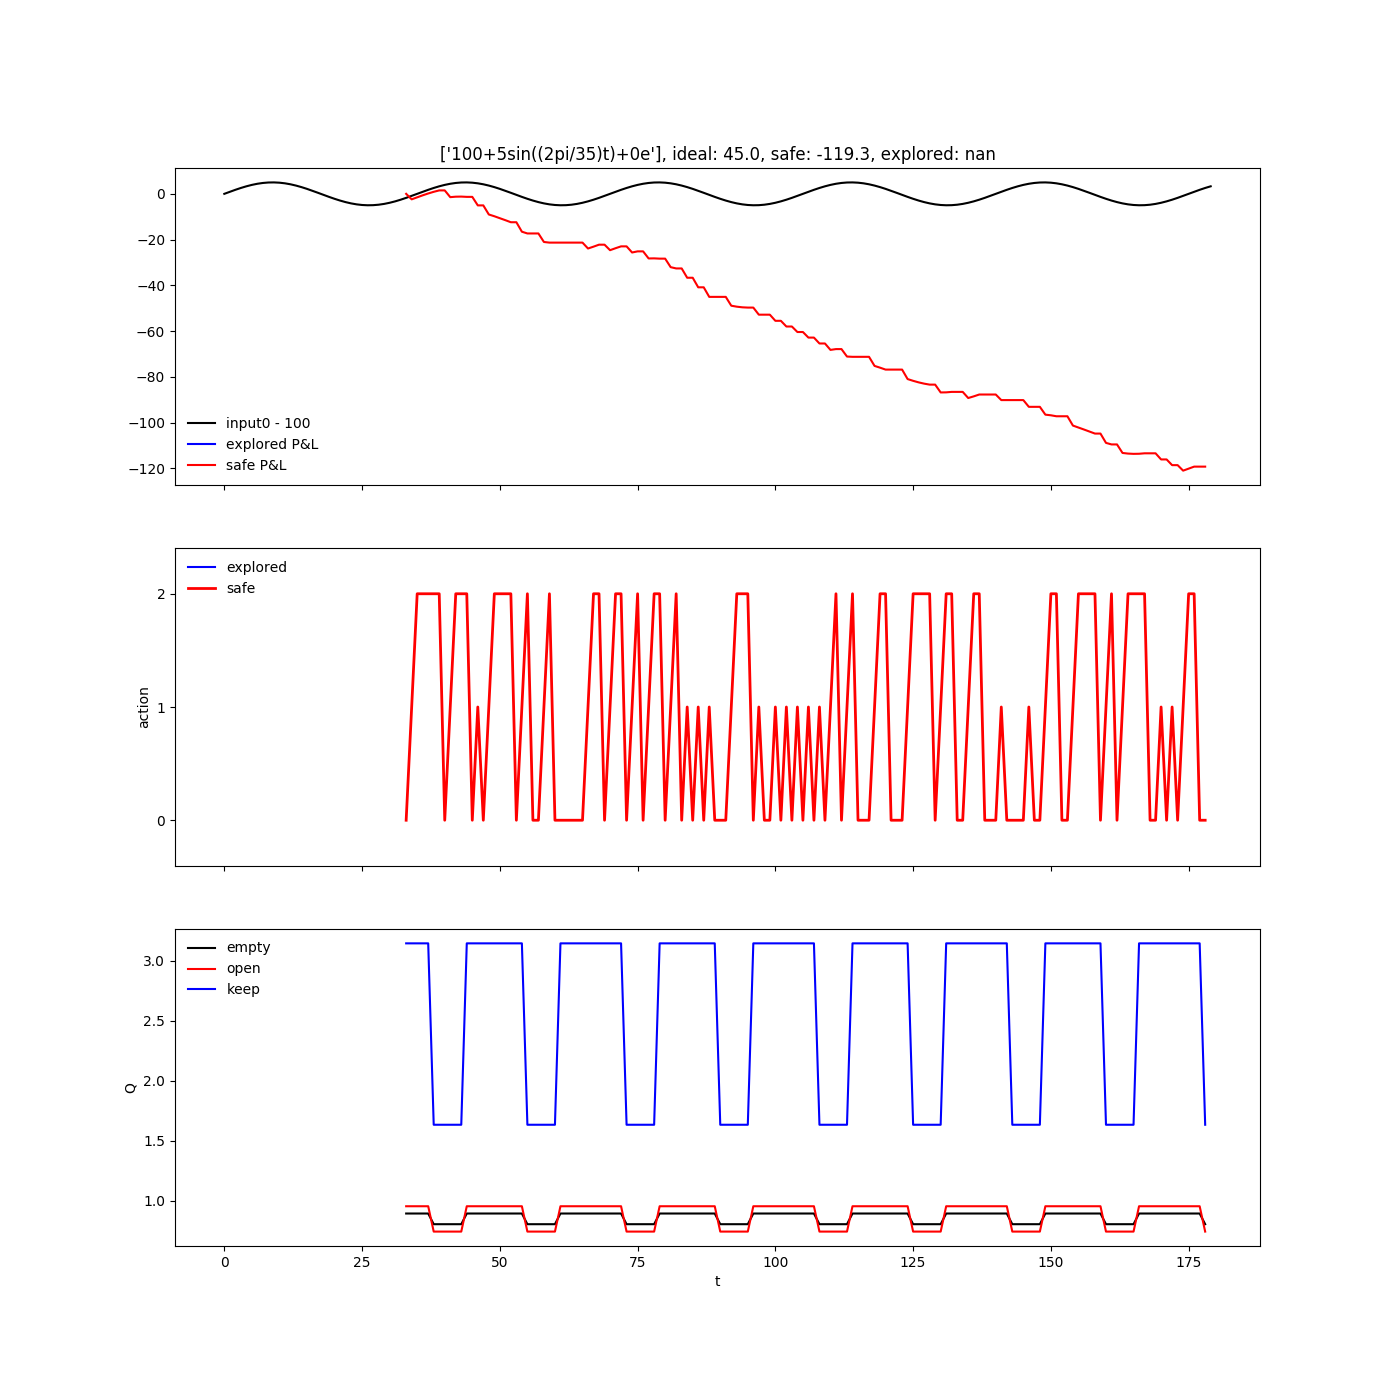 ['100+5sin((2pi/35)t)+0e'], ideal: 45.0, safe: -119.3, explored: nan
0
−20
−40
−60
−80
−100
−120
input0 - 100
explored P&L
safe P&L
explored
safe
2
1
0
action
empty
open
keep
3.0
2.5
2.0
1.5
1.0
Q
0
25
50
75
100
125
150
175
t